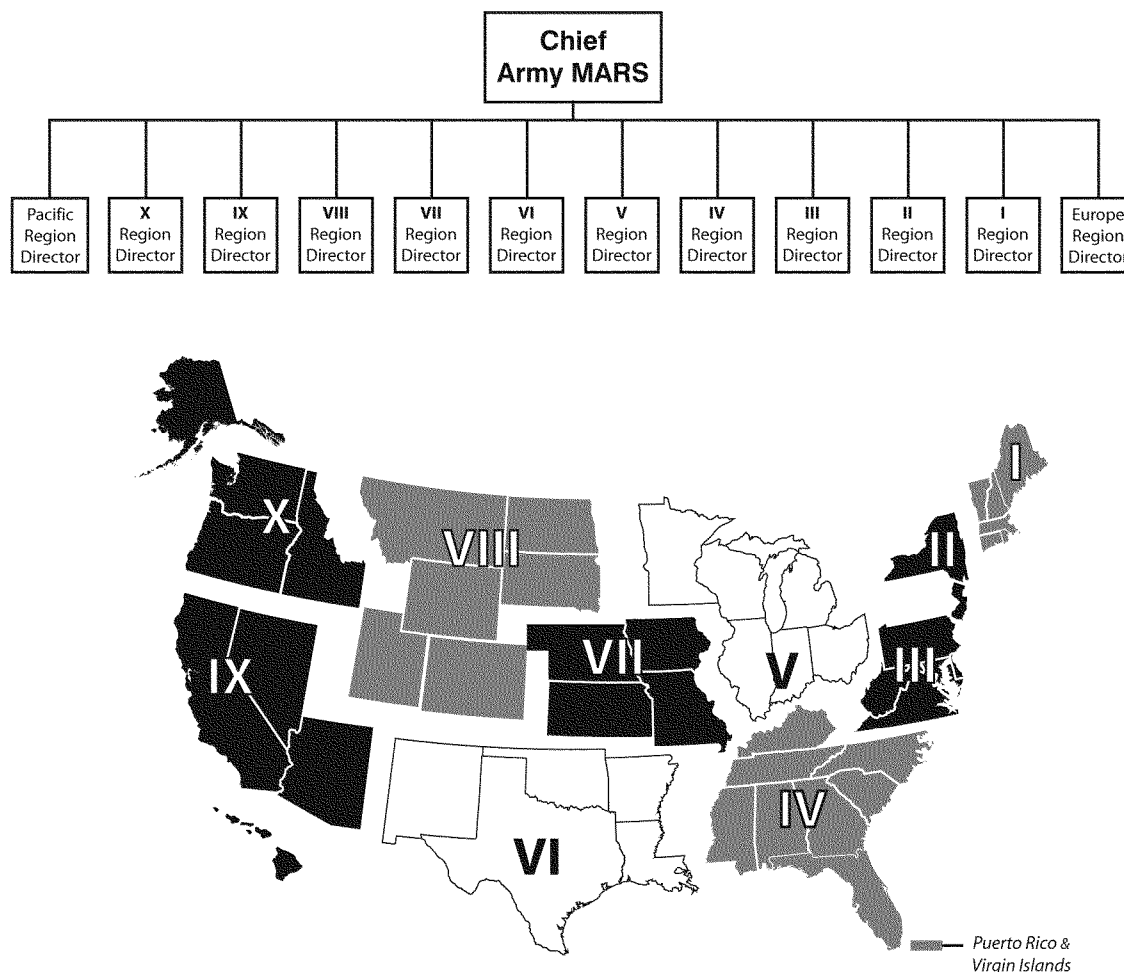 Chief
Army MARS
Pacific
Region
Director
X
Region
Director
IX
Region
Director
VIII
Region
Director
VII
Region
Director
VI
Region
Director
V
Region
Director
IV
Region
Director
III
Region
Director
II
Region
Director
I
Region
Director
Europe
Region
Director
I
X
II
VIII
VII
V
III
IX
IV
VI
Puerto Rico &
Virgin Islands